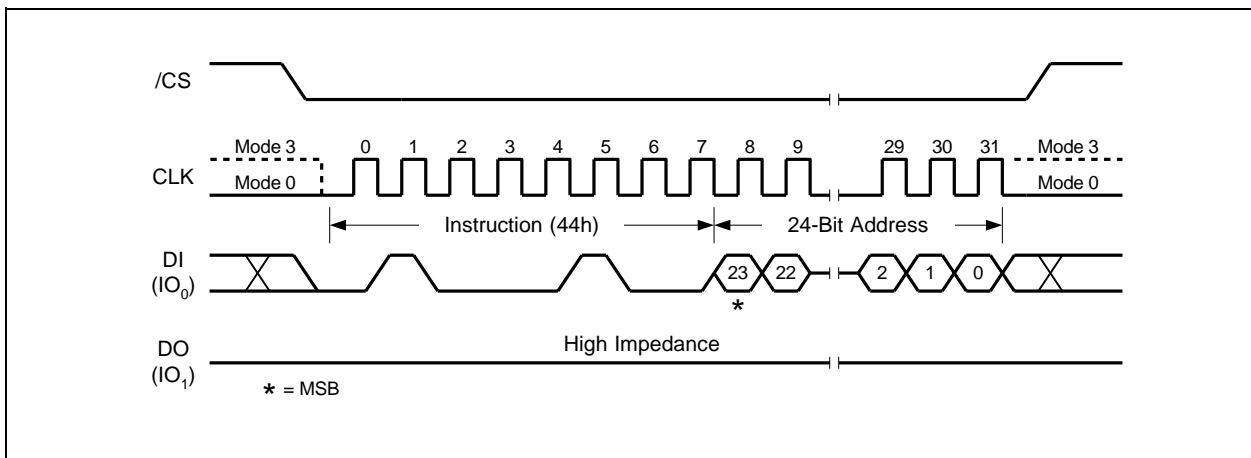 /CS
Mode 3 0 1 2 3 4 5 6 7 8 9 29 30 31 Mode 3
CLK
Mode 0 Mode 0
Instruction (44h) 24-Bit Address
DI
(IO0) 23 22 2 1 0
*
DO High Impedance
(IO1)
* = MSB